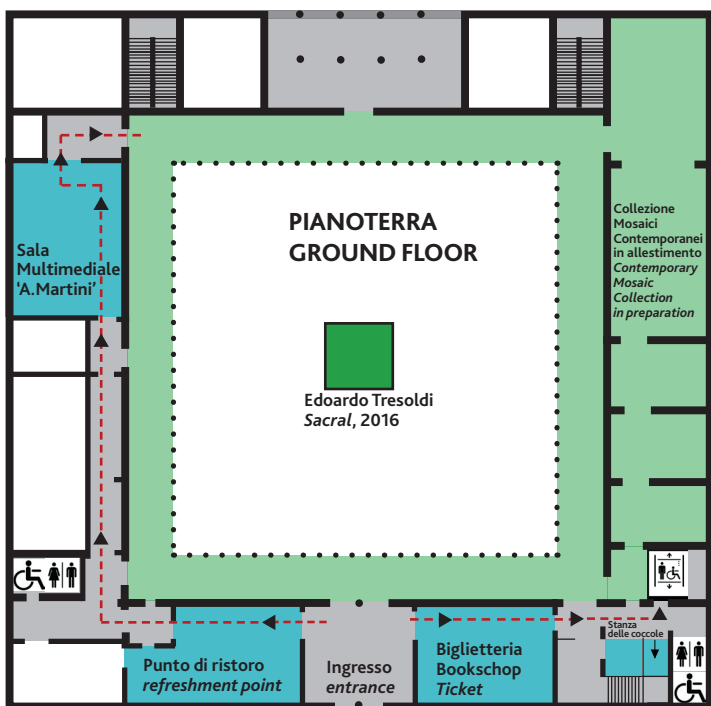 PIANOTERRA
GROUND FLOOR
Collezione
Mosaici
Contemporanei
in allestimento
Contemporary
Mosaic
Collection
in preparation
Sala
Multimediale
‘A.Martini’
Edoardo Tresoldi
Sacral, 2016
Stanza
delle coccole
Punto di ristoro
refreshment point
Ingresso
entrance
Biglietteria
Bookschop
Ticket